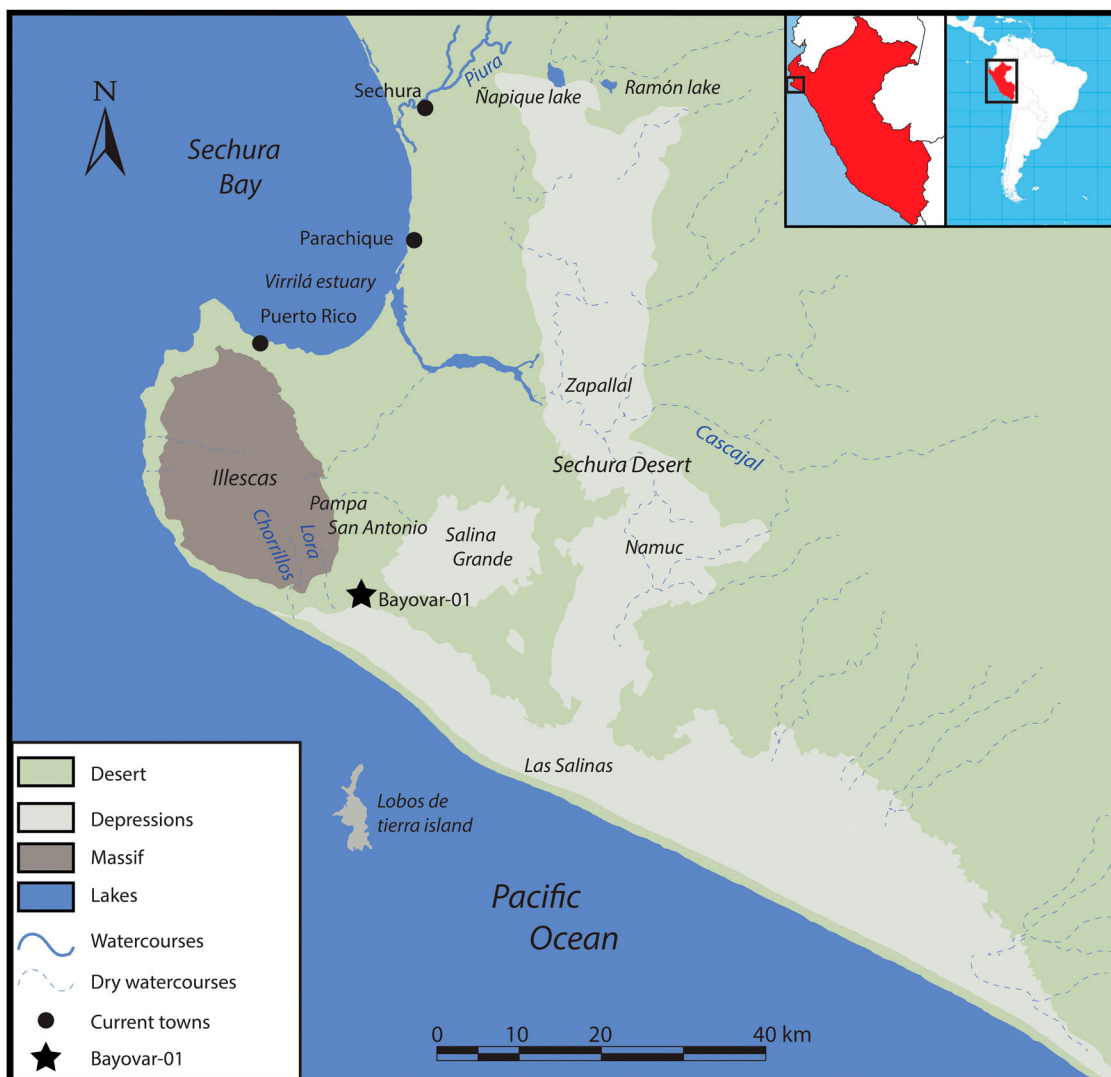 N
Sechura
Bay
Sechura
Piura
Ñapique lake
Ramón lake
Parachique
Virrilá estuary
Puerto Rico
Zapallal
Cascajal
Sechura Desert
Illescas
Pampa
San Antonio
Chorrillos
Lora
Salina
Grande
Namuc
Bayovar-01
Las Salinas
Lobos de
tierra island
Pacific
Ocean
Desert
Depressions
Massif
Lakes
Watercourses
Dry watercourses
Current towns
Bayovar-01
0 10 20 40 km